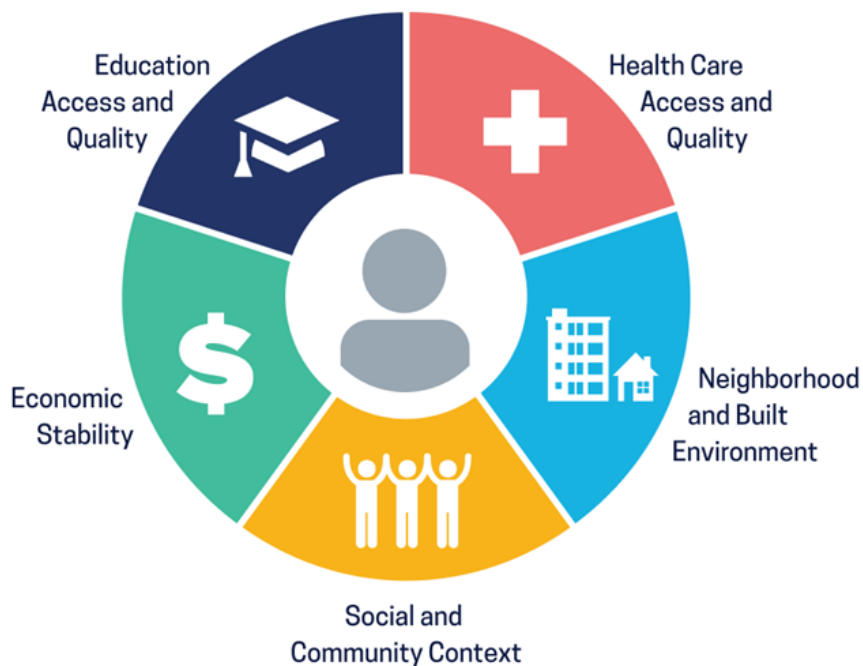 Education
Access and
Quality
Health Care
Access and
Quality
$
Economic
Stability
Neighborhood
and Built
Environment
Social and
Community Context